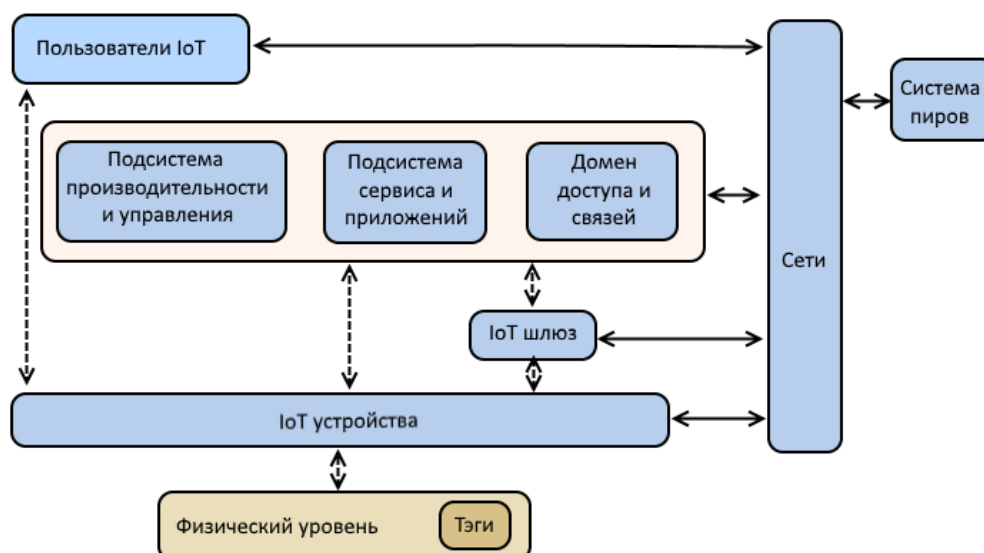 Пользователи IoT
Система
пиров
Подсистема
производительности
и управления
Подсистема
сервиса и
приложений
Домен
доступа и
связей
Сети
IoT шлюз
IoT устройства
Физический уровень
Тэги